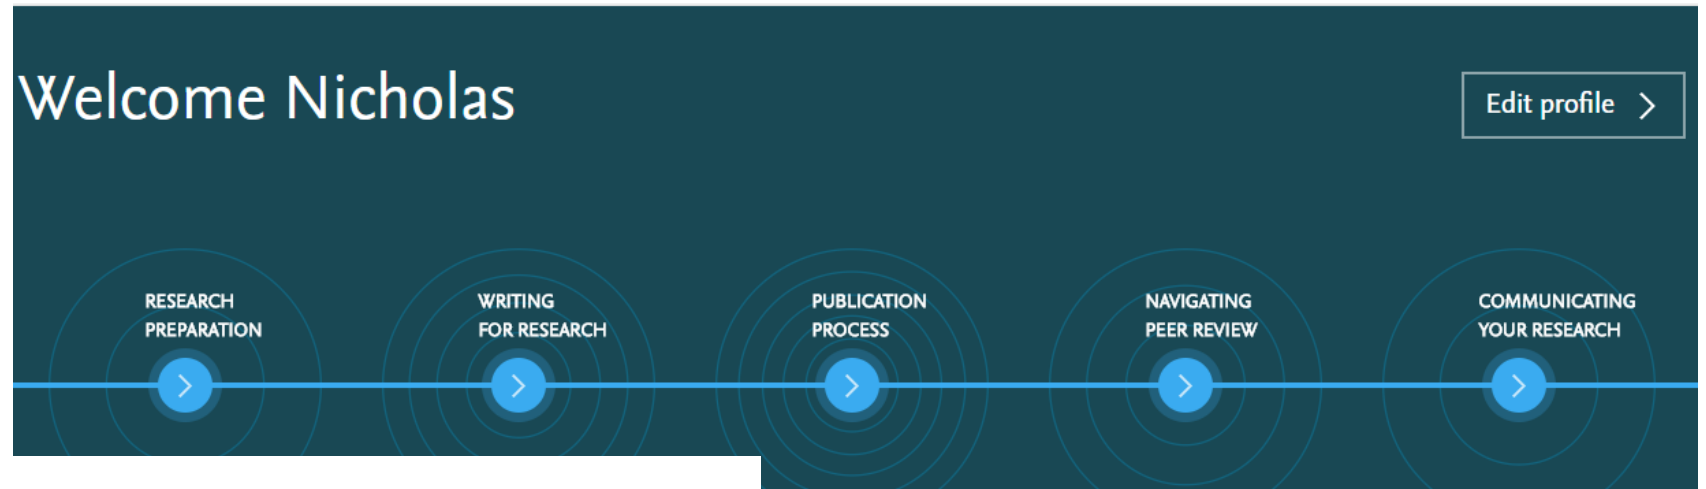 Welcome Nicholas
Edit profile
RESEARCH
PREPARATION
WRITING
FOR RESEARCH
PUBLICATION
PROCESS
NAVIGATING
PEER REVIEW
COMMUNICATING
YOUR RESEARCH